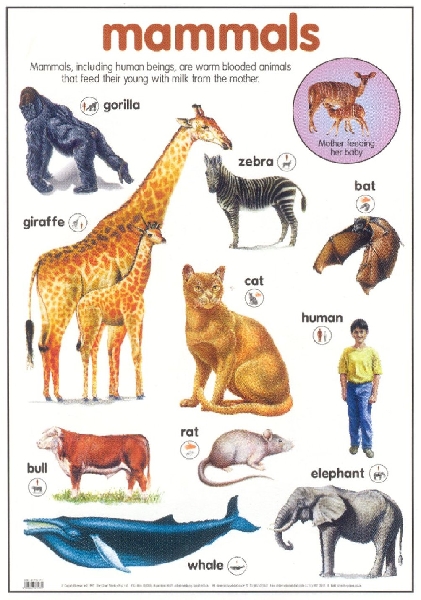 mammals
Mammals, including human beings, are warm blooded animals
that feed their young with milk from the mother.
gorilla
Mother feeding
her baby
zebra
bat
giraffe
cat
human
rat
bull
elephant
whale